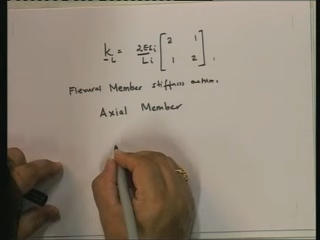 k_i = 2EI_i/L_i [2 1; 1 2].
Flexural Member stiffness matrix.
Axial Member